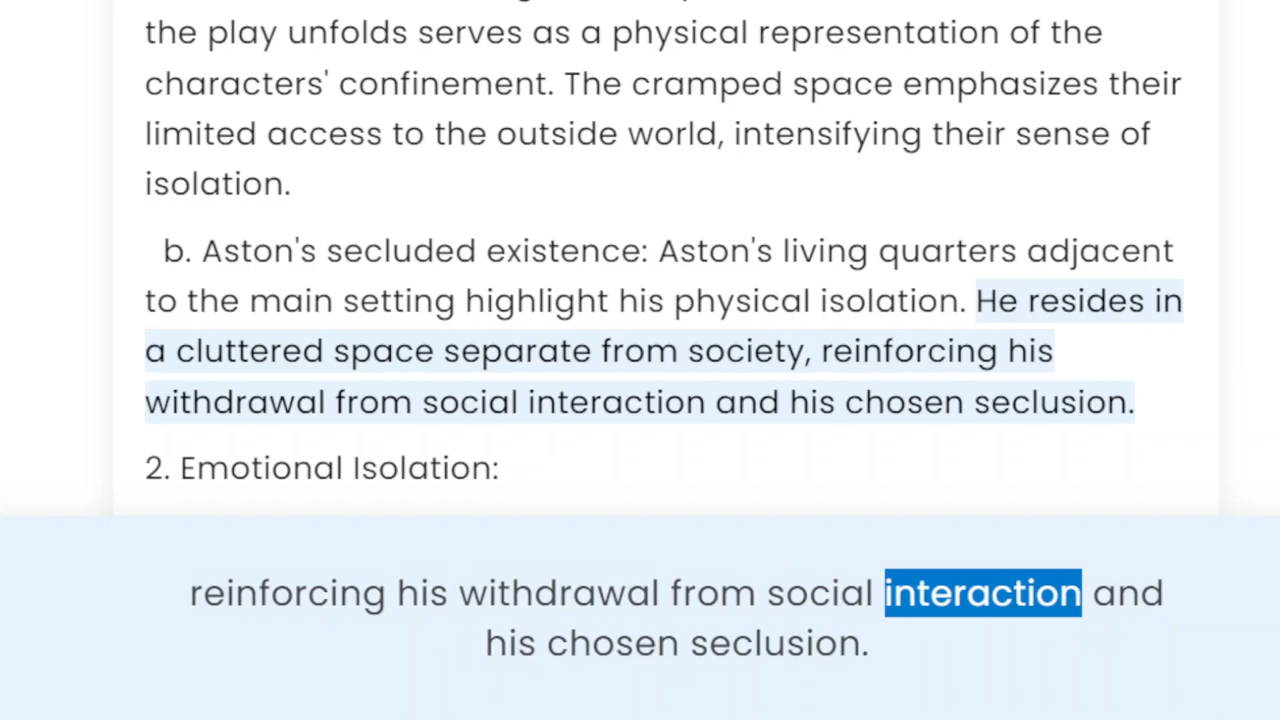 the play unfolds serves as a physical representation of the
characters' confinement. The cramped space emphasizes their
limited access to the outside world, intensifying their sense of
isolation.
b. Aston's secluded existence: Aston's living quarters adjacent
to the main setting highlight his physical isolation. He resides in
a cluttered space separate from society, reinforcing his
withdrawal from social interaction and his chosen seclusion.
2. Emotional Isolation:
reinforcing his withdrawal from social interaction and
his chosen seclusion.